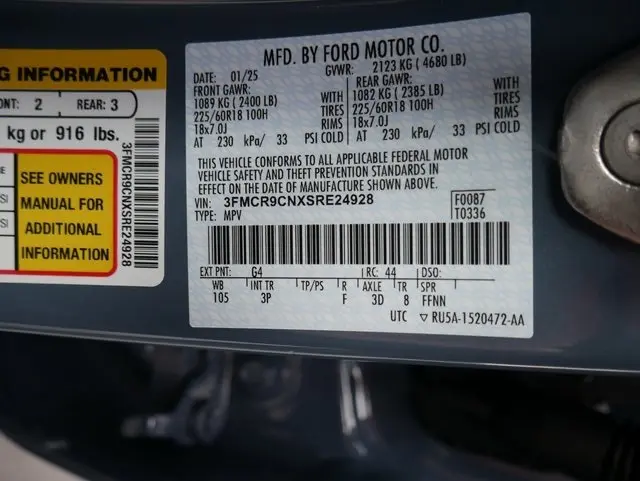 G INFORMATION
ONT: 2 REAR: 3
kg or 916 lbs.
SEE OWNERS
MANUAL FOR
ADDITIONAL
INFORMATION
3FMCR9CNXSRE24928
MFD. BY FORD MOTOR CO.
DATE: 01/25 GVWR: 2123 KG ( 4680 LB)
FRONT GAWR: REAR GAWR:
1089 KG ( 2400 LB) WITH 1082 KG ( 2385 LB) WITH
225/60R18 100H TIRES 225/60R18 100H TIRES
18x7.0J RIMS 18x7.0J RIMS
AT 230 kPa/ 33 PSI COLD AT 230 kPa/ 33 PSI COLD
THIS VEHICLE CONFORMS TO ALL APPLICABLE FEDERAL MOTOR
VEHICLE SAFETY AND THEFT PREVENTION STANDARDS IN
EFFECT ON THE DATE OF MANUFACTURE SHOWN ABOVE.
VIN: 3FMCR9CNXSRE24928 F0087
TYPE: MPV T0336
EXT PNT: G4 RC: 44 DSO:
WB INT TR TP/PS R AXLE TR SPR
105 3P F 3D 8 FFNN
UTC RU5A-1520472-AA